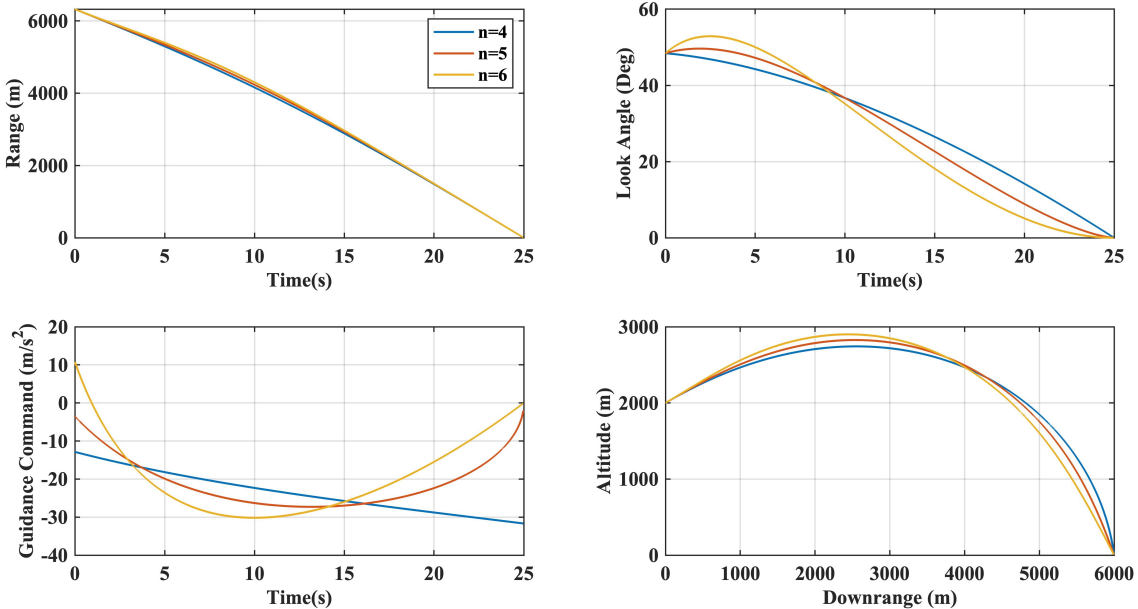 6000
4000
2000
0
Range (m)
n=4
n=5
n=6
0 5 10 15 20 25
Time(s)
60
40
20
0
Look Angle (Deg)
0 5 10 15 20 25
Time(s)
20
10
0
-10
-20
-30
-40
Guidance Command (m/s²)
0 5 10 15 20 25
Time(s)
3000
2000
1000
0
Altitude (m)
0 1000 2000 3000 4000 5000 6000
Downrange (m)